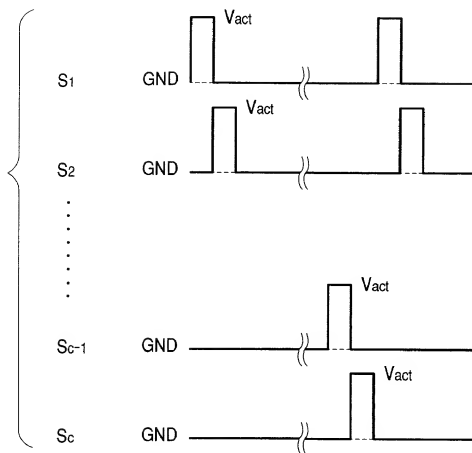 Vact
S1 GND
Vact
S2 GND
Vact
Sc-1 GND
Vact
Sc GND